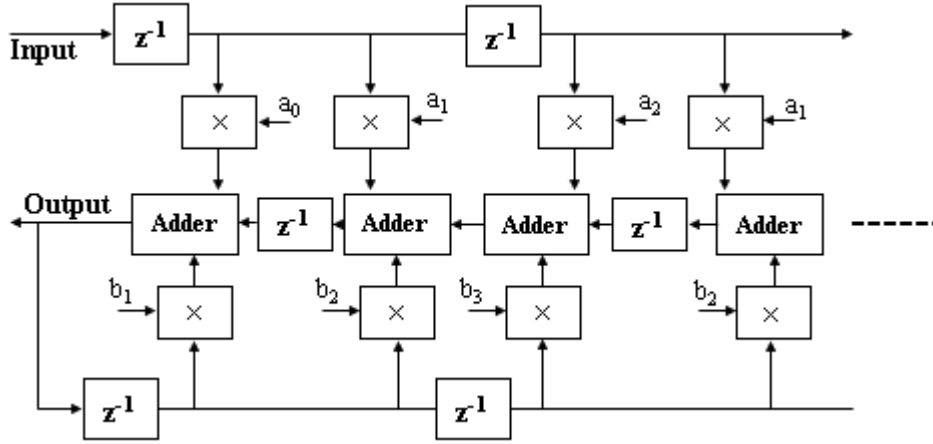 z⁻¹ z⁻¹
Input
× a₀ × a₁ × a₂ × a₁
Output
Adder z⁻¹ Adder Adder z⁻¹ Adder
b₁ × b₂ × b₃ × b₂ ×
z⁻¹ z⁻¹